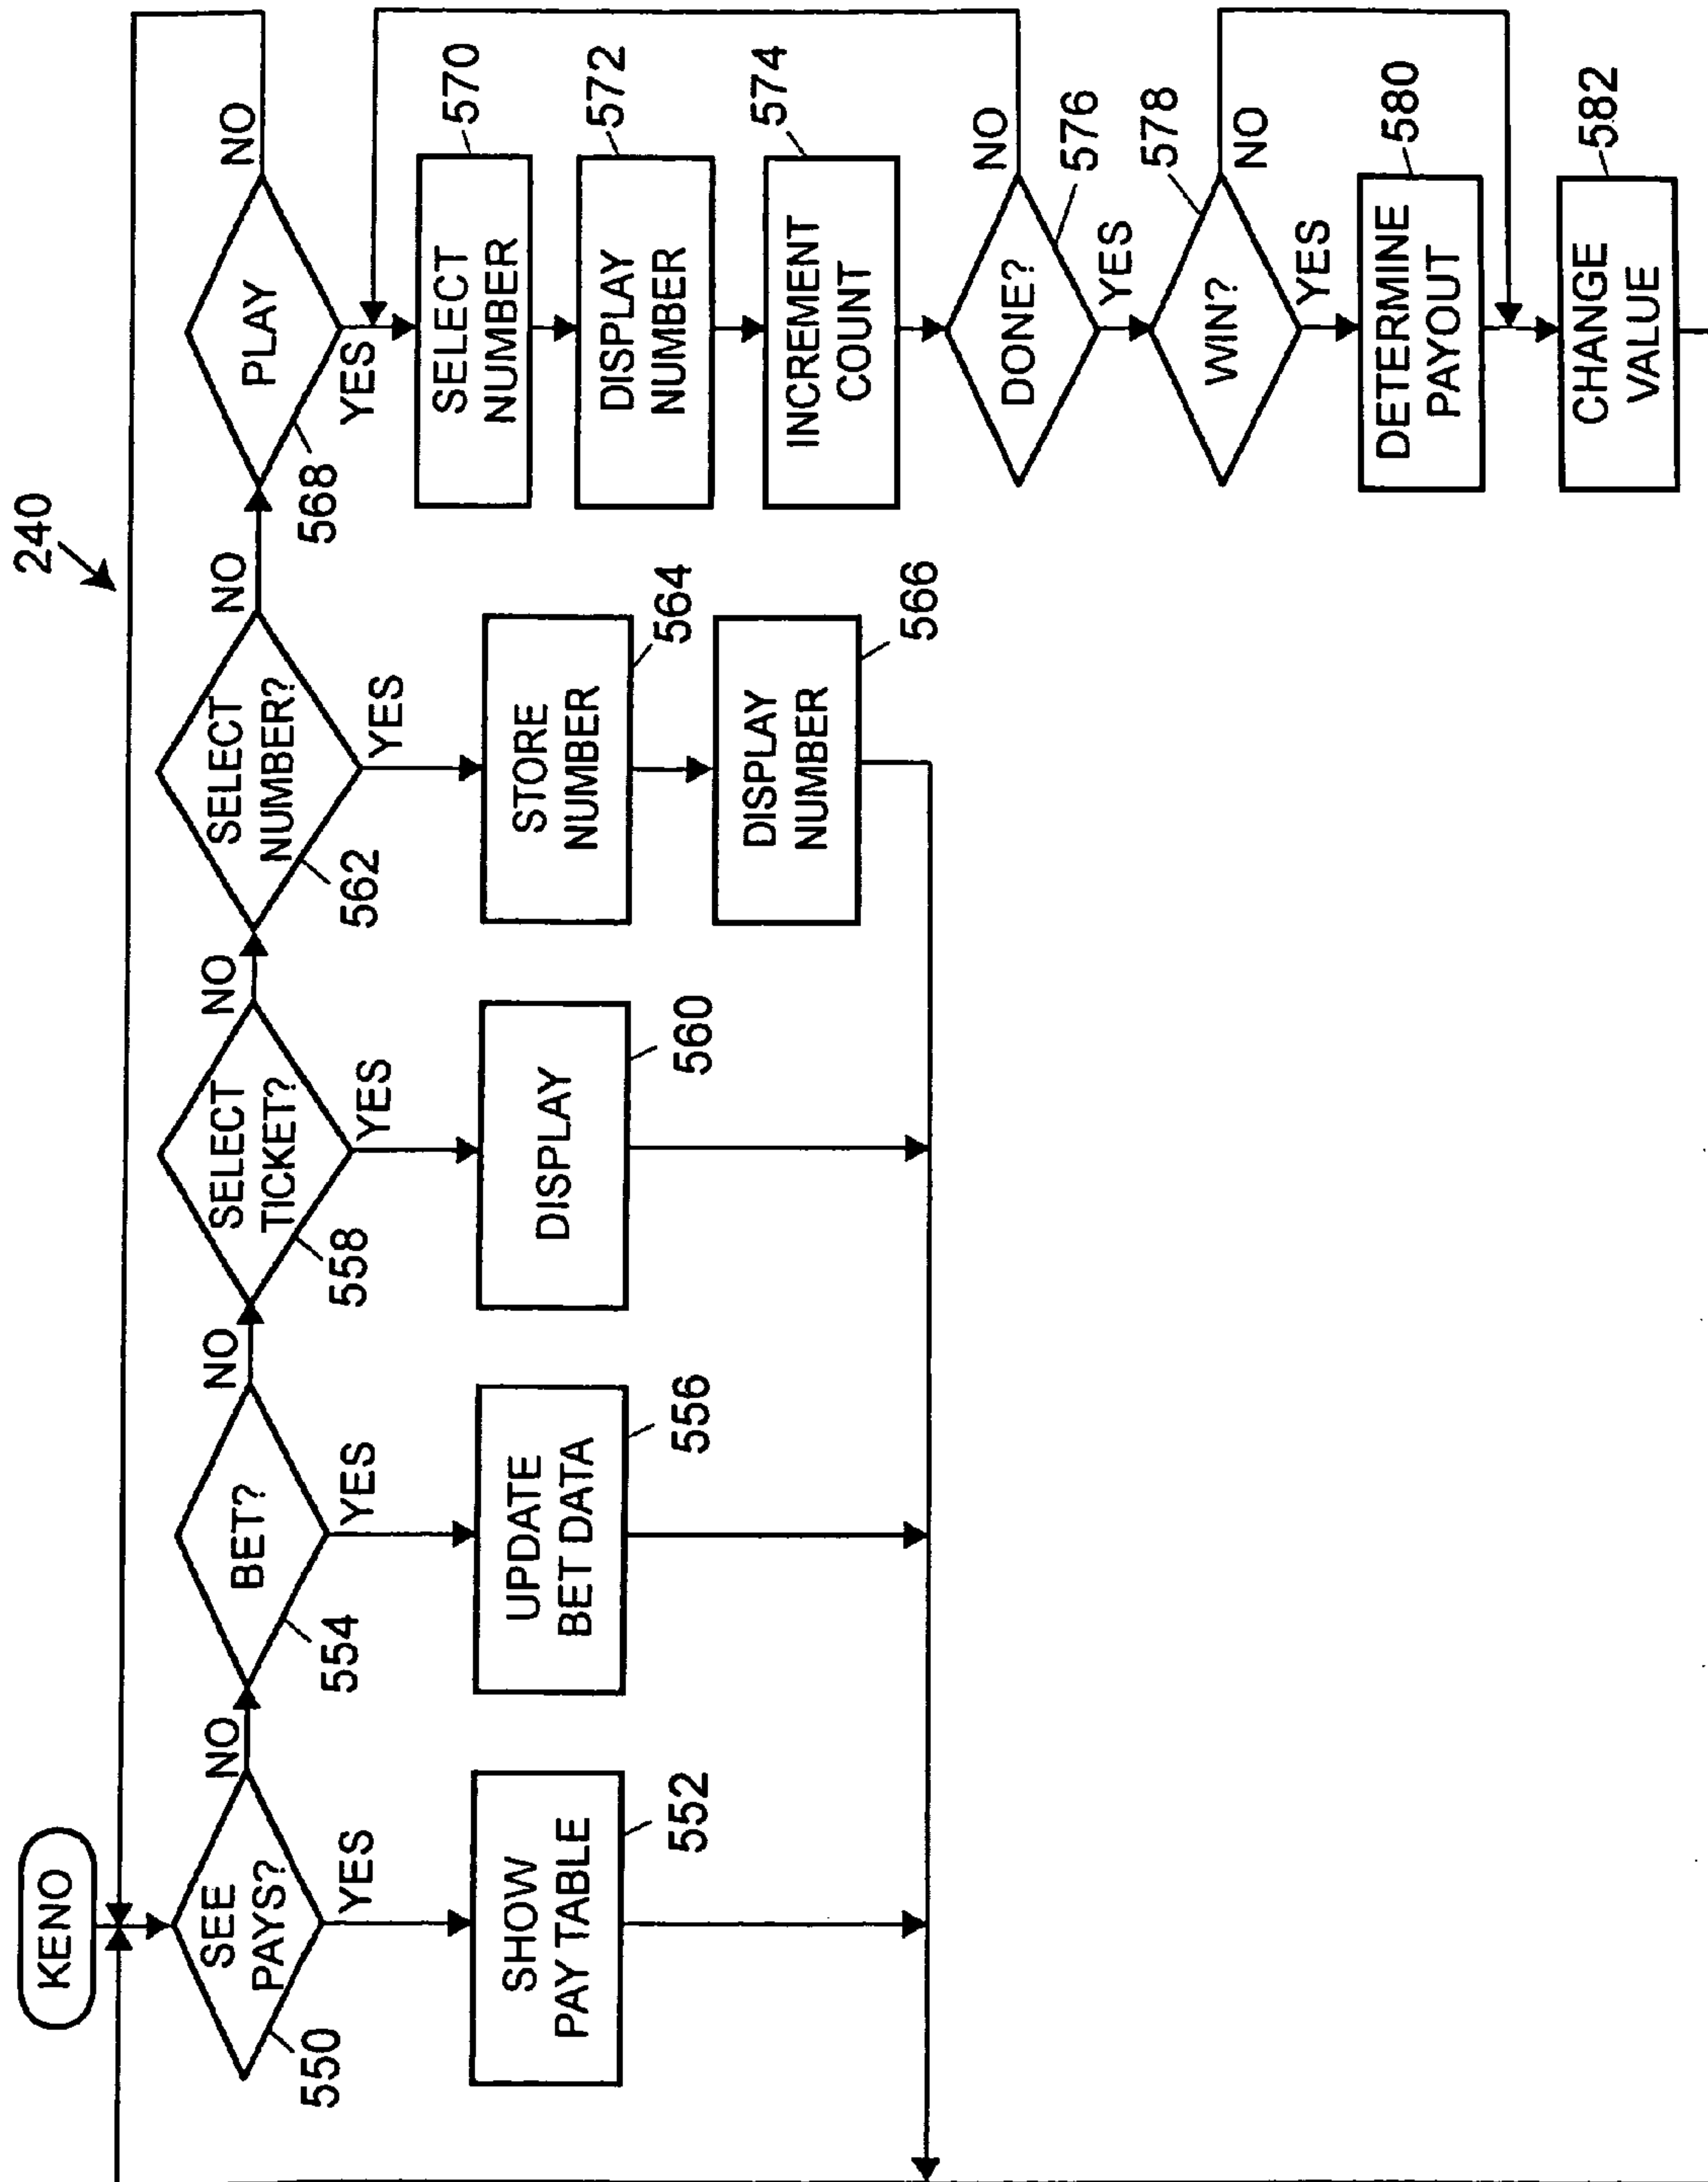 240
KENO
SEE
PAYS?
550
NO
YES
SHOW
PAY TABLE
552
BET?
554
NO
YES
UPDATE
BET DATA
556
SELECT
TICKET?
558
NO
YES
DISPLAY
560
SELECT
NUMBER?
562
NO
YES
STORE
NUMBER
564
DISPLAY
NUMBER
566
PLAY
568
NO
YES
SELECT
NUMBER
570
DISPLAY
NUMBER
572
INCREMENT
COUNT
574
DONE?
576
NO
YES
WIN?
578
NO
YES
DETERMINE
PAYOUT
580
CHANGE
VALUE
582